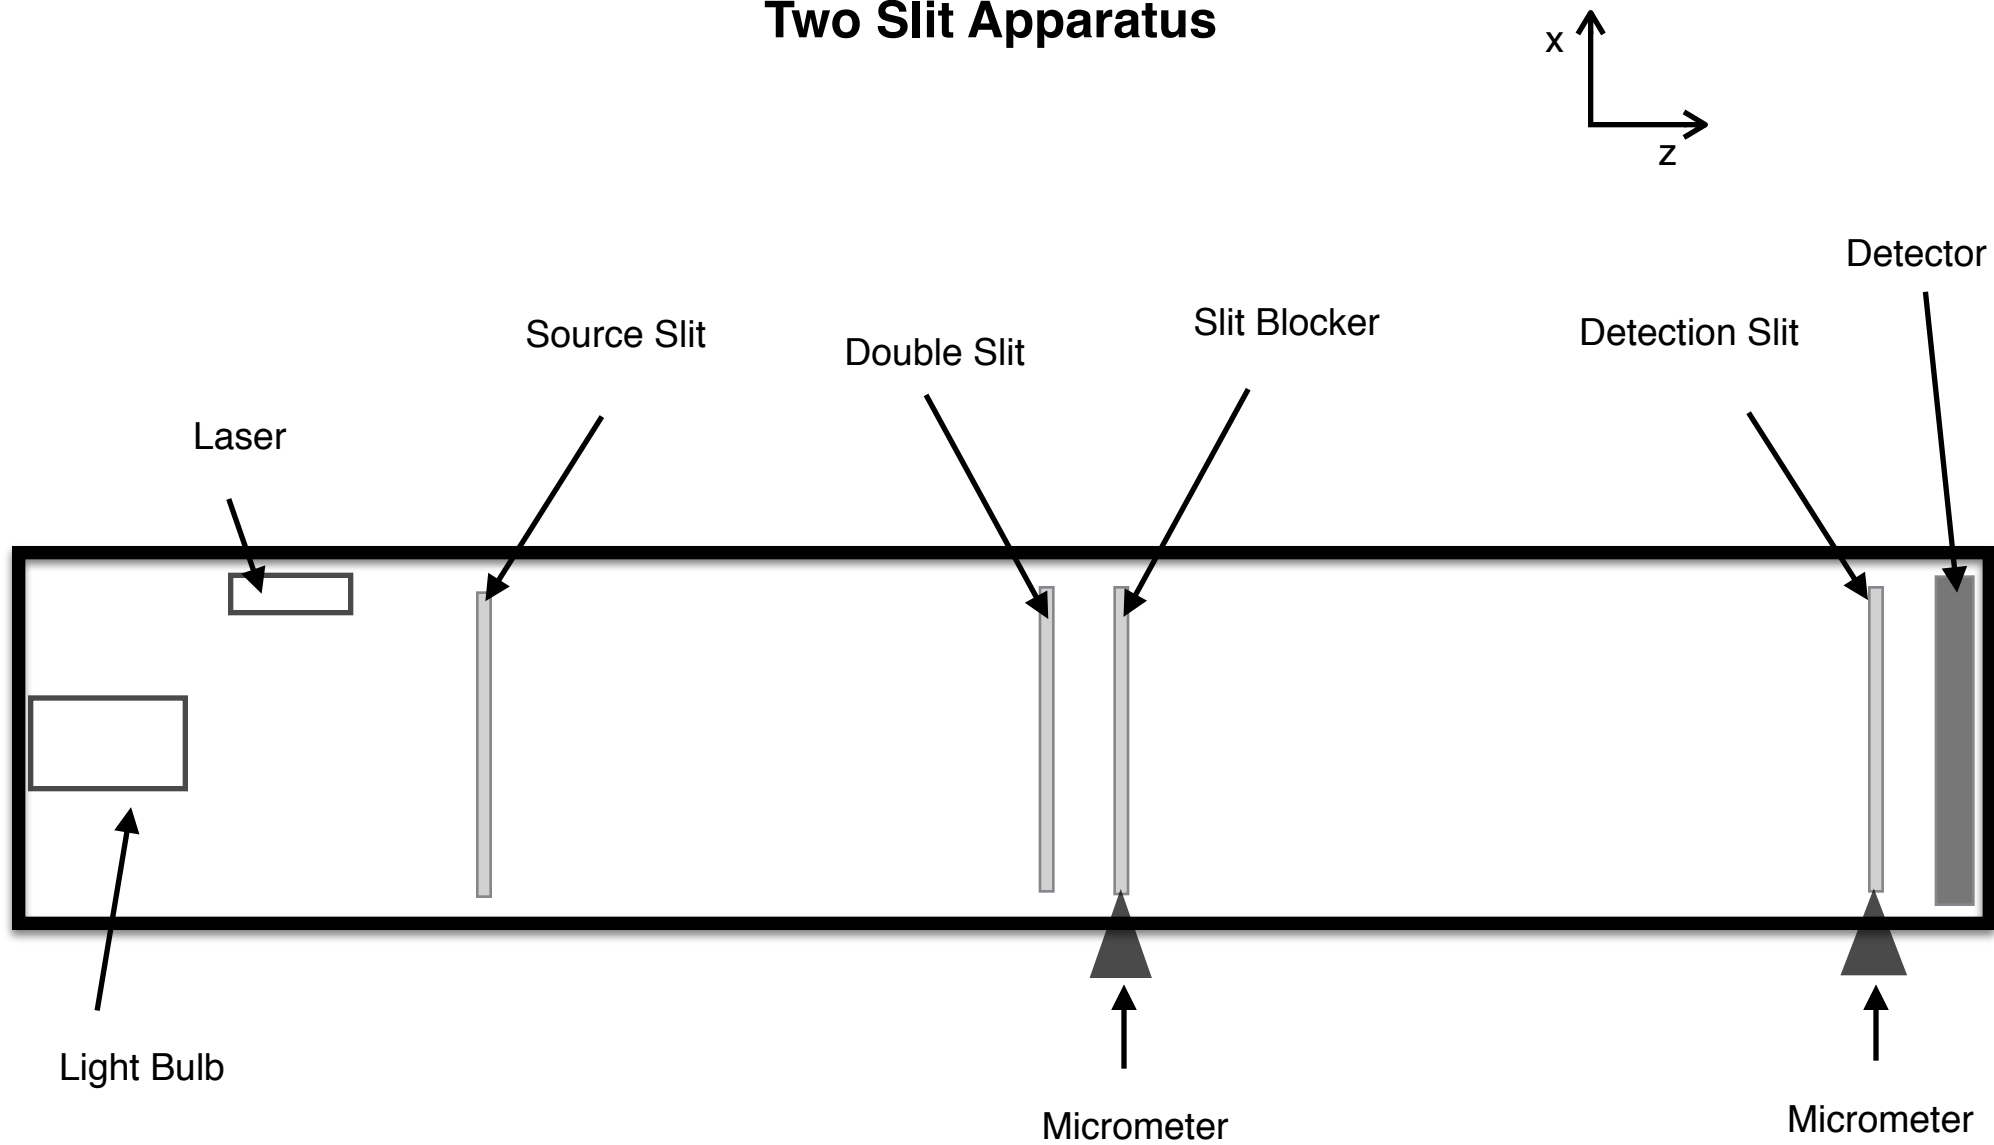 Two Slit Apparatus
x
z
Detector
Slit Blocker
Detection Slit
Source Slit
Double Slit
Laser
Light Bulb
Micrometer
Micrometer